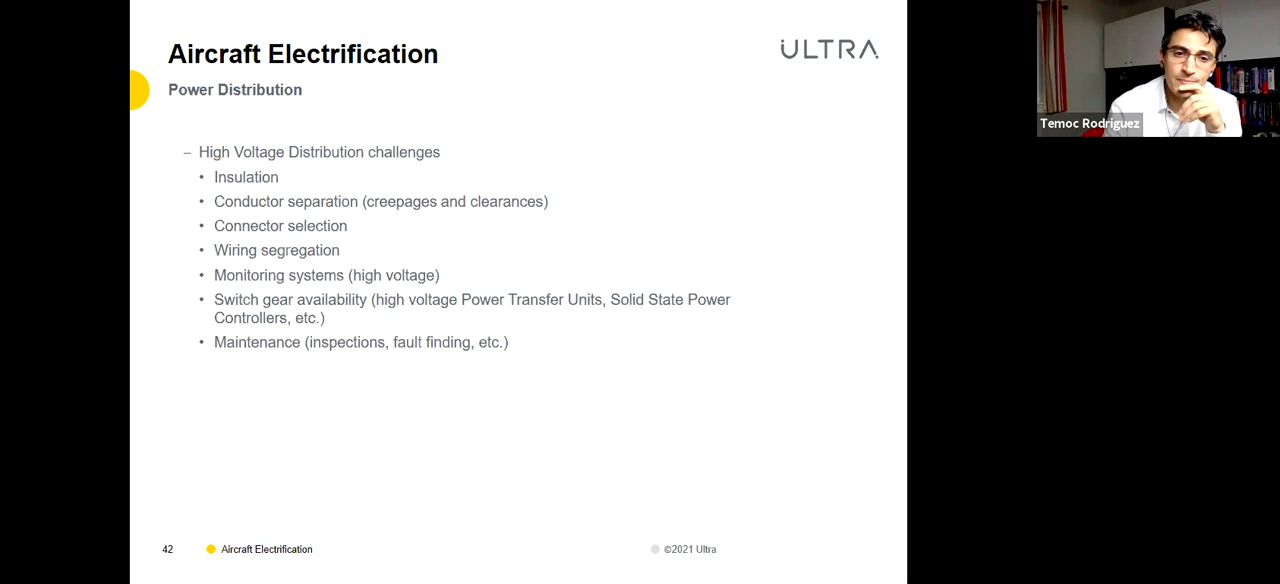 Aircraft Electrification
ULTRA
Power Distribution
– High Voltage Distribution challenges
• Insulation
• Conductor separation (creepages and clearances)
• Connector selection
• Wiring segregation
• Monitoring systems (high voltage)
• Switch gear availability (high voltage Power Transfer Units, Solid State Power
Controllers, etc.)
• Maintenance (inspections, fault finding, etc.)
42
Aircraft Electrification
©2021 Ultra
Temoc Rodriguez